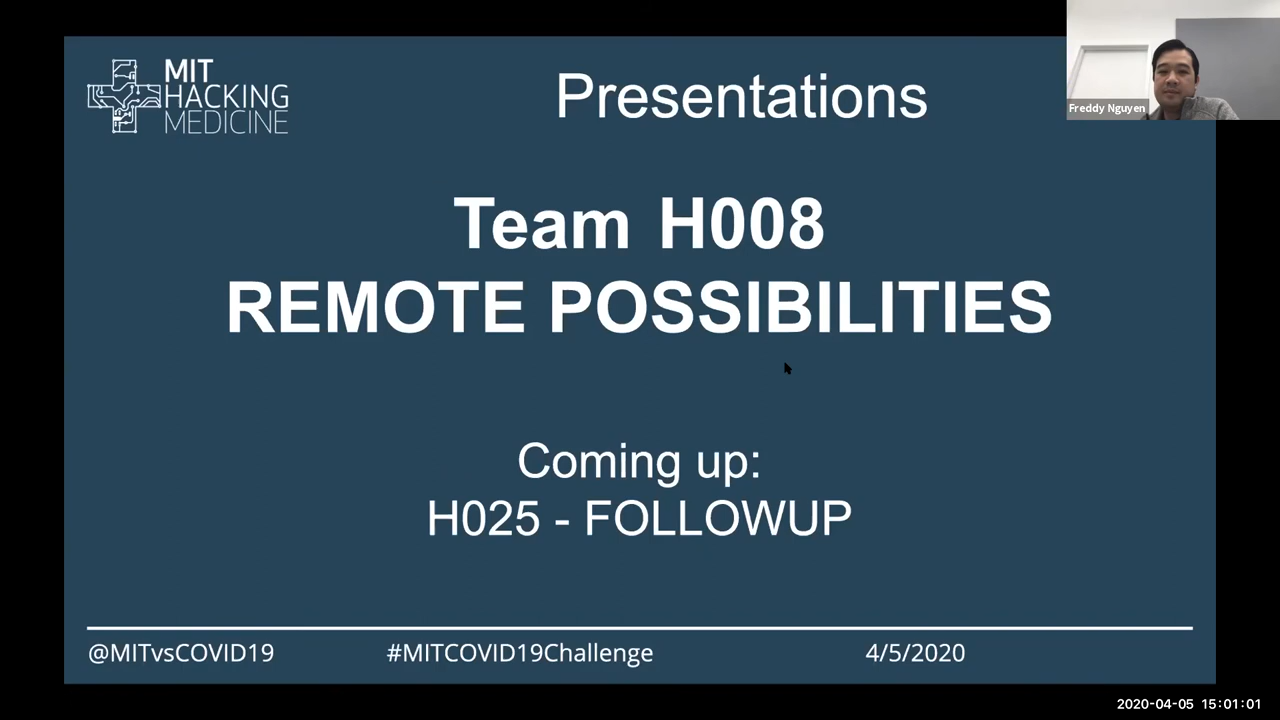 MIT
HACKING
MEDICINE
Presentations
Freddy Nguyen
Team H008
REMOTE POSSIBILITIES
Coming up:
H025 - FOLLOWUP
@MITvsCOVID19
#MITCOVID19Challenge
4/5/2020
2020-04-05 15:01:01